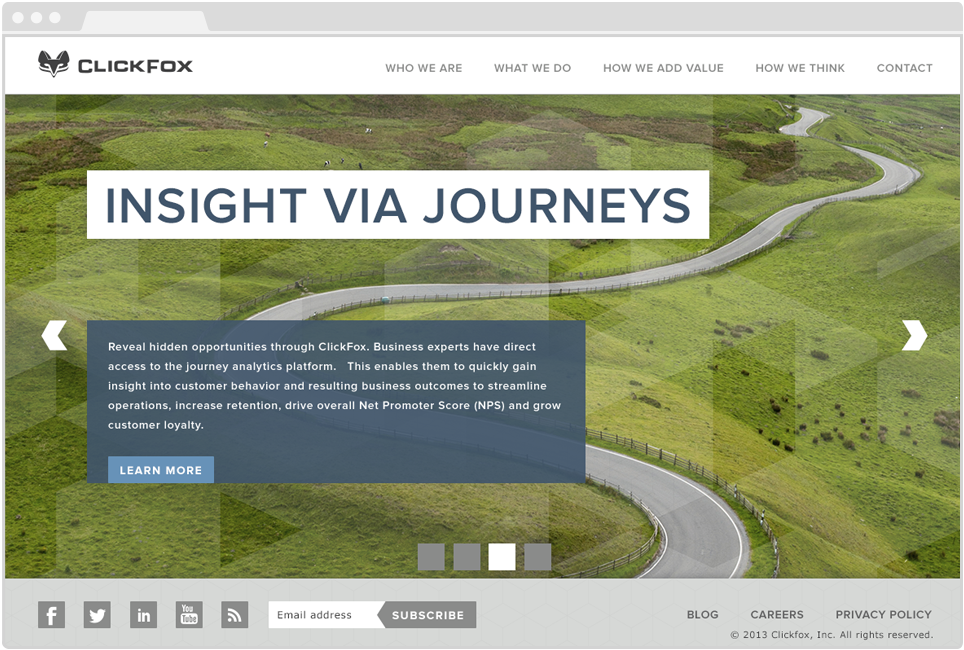 CLICKFOX
WHO WE ARE WHAT WE DO HOW WE ADD VALUE HOW WE THINK CONTACT
INSIGHT VIA JOURNEYS
Reveal hidden opportunities through ClickFox. Business experts have direct
access to the journey analytics platform. This enables them to quickly gain
insight into customer behavior and resulting business outcomes to streamline
operations, increase retention, drive overall Net Promoter Score (NPS) and grow
customer loyalty.
LEARN MORE
f in You Tube Email address SUBSCRIBE BLOG CAREERS PRIVACY POLICY
© 2013 Clickfox, Inc. All rights reserved.